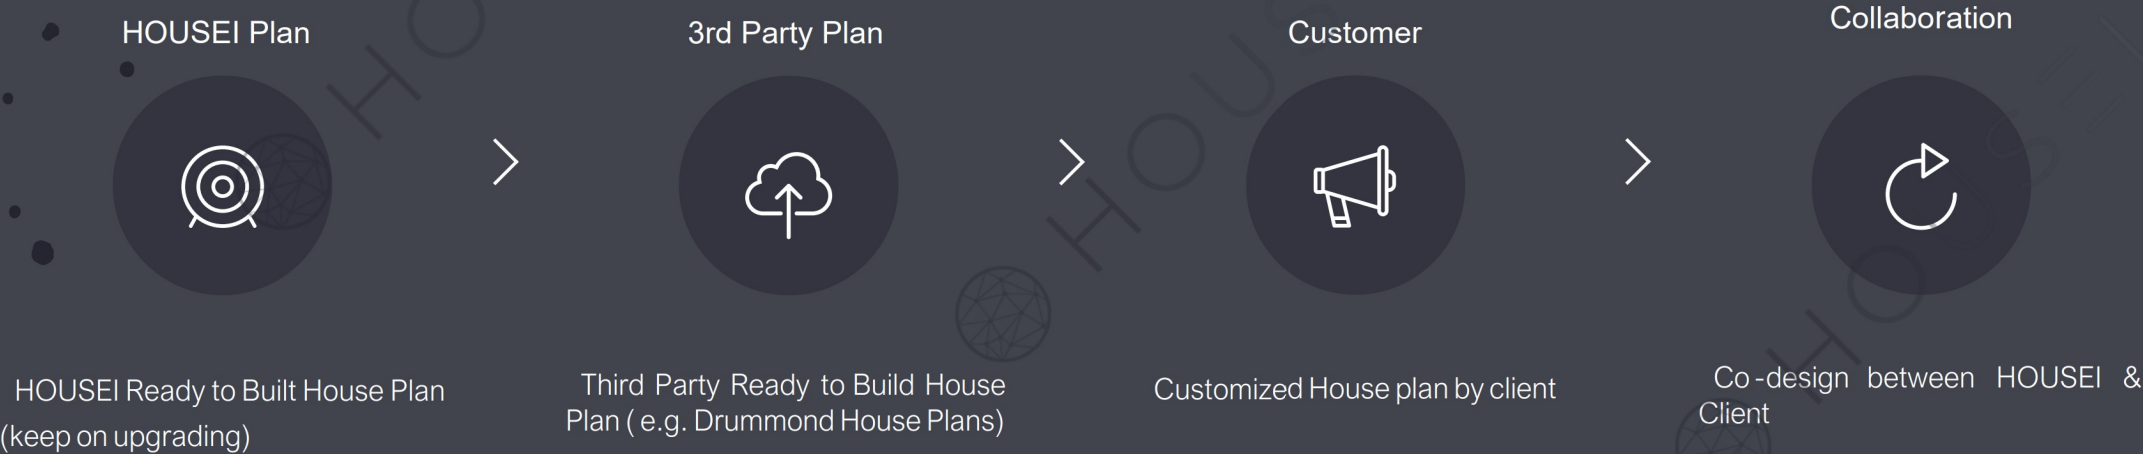 HOUSEI Plan
3rd Party Plan
Customer
Collaboration
HOUSEI Ready to Built House Plan
(keep on upgrading)
Third Party Ready to Build House
Plan ( e.g. Drummond House Plans)
Customized House plan by client
Co-design between HOUSEI &
Client